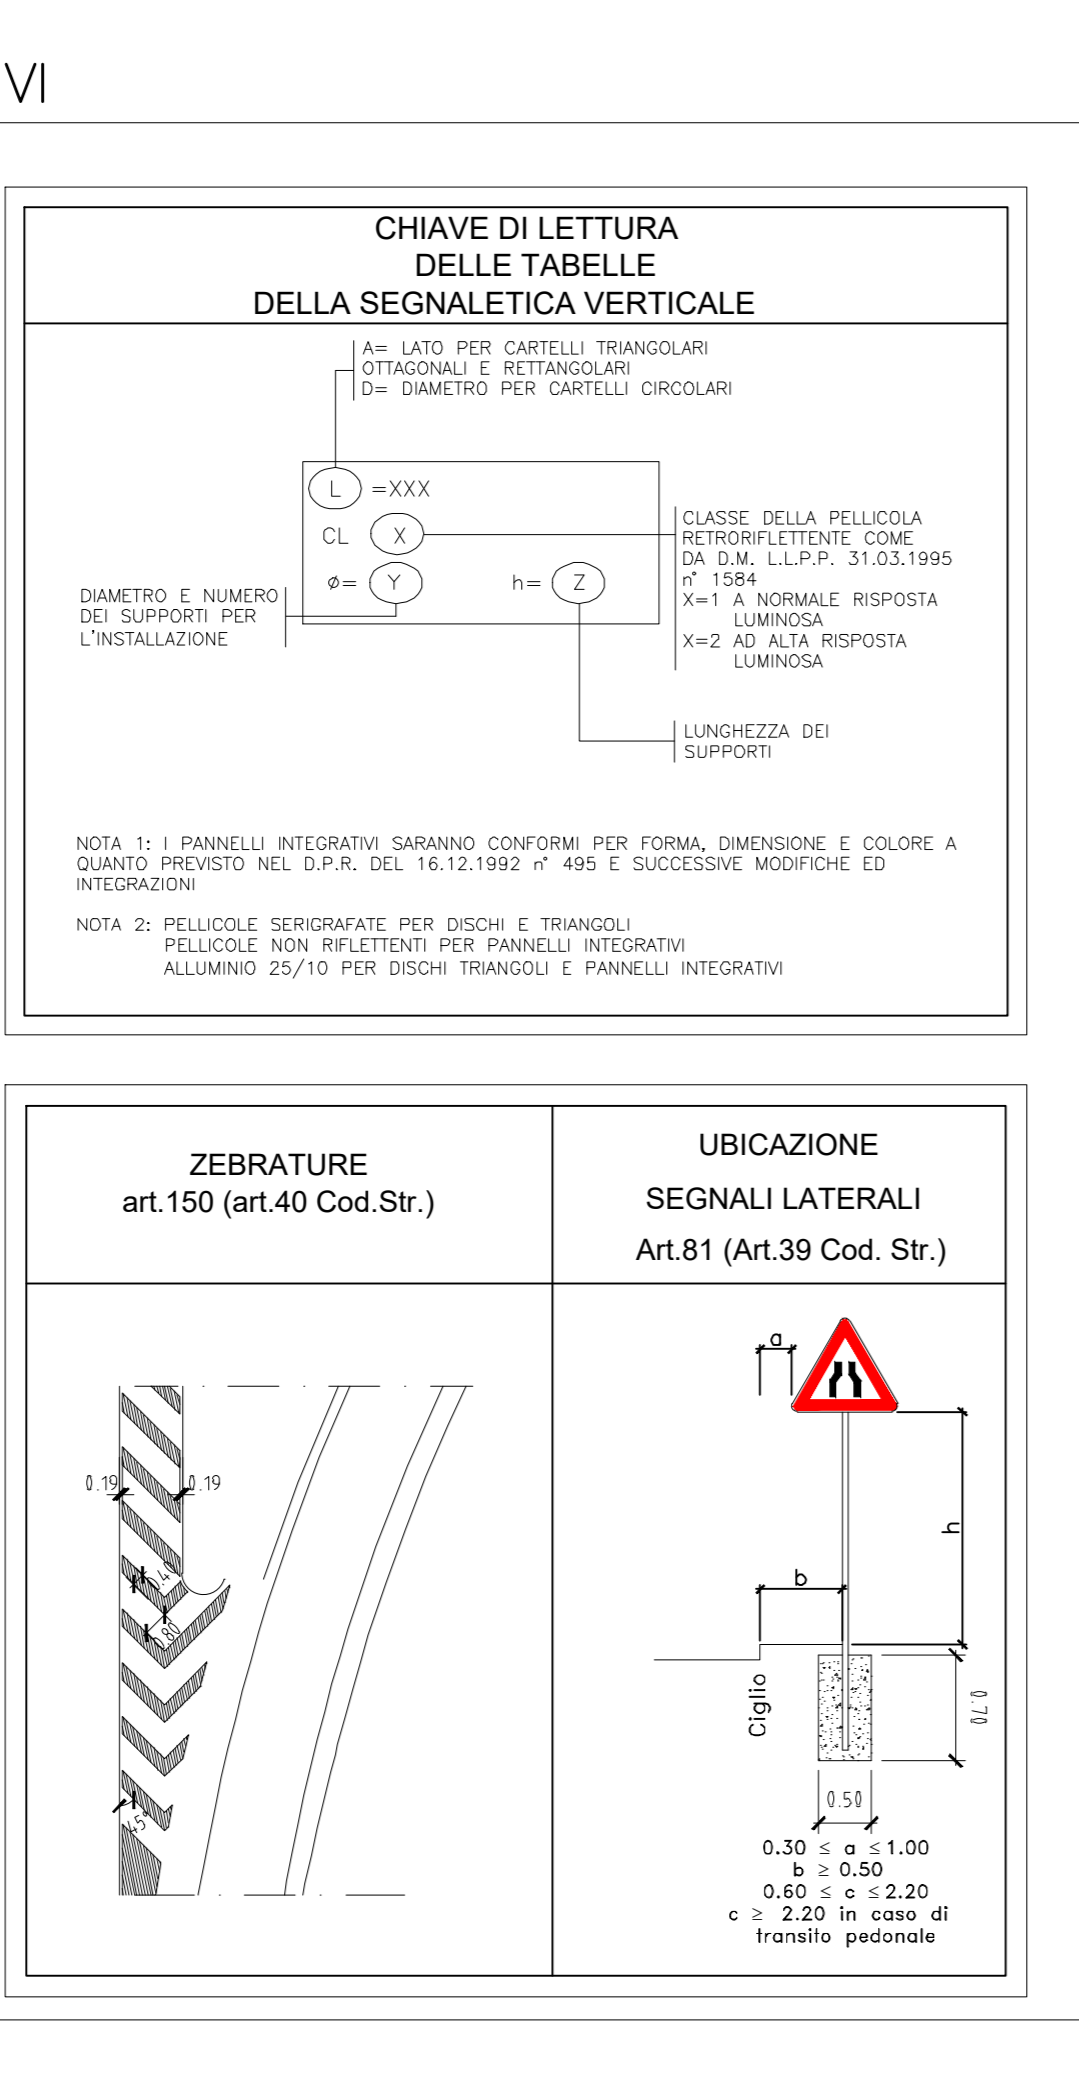 VI
CHIAVE DI LETTURA
DELLE TABELLE
DELLA SEGNALETICA VERTICALE
A= LATO PER CARTELLI TRIANGOLARI
OTTAGONALI E RETTANGOLARI
D= DIAMETRO PER CARTELLI CIRCOLARI
L =XXX
CL X
ø= Y h= Z
DIAMETRO E NUMERO
DEI SUPPORTI PER
L'INSTALLAZIONE
CLASSE DELLA PELLICOLA
RETRORIFLETTENTE COME
DA D.M. L.L.P.P. 31.03.1995
n° 1584
X=1 A NORMALE RISPOSTA
LUMINOSA
X=2 AD ALTA RISPOSTA
LUMINOSA
LUNGHEZZA DEI
SUPPORTI
NOTA 1: I PANNELLI INTEGRATIVI SARANNO CONFORMI PER FORMA, DIMENSIONE E COLORE A
QUANTO PREVISTO NEL D.P.R. DEL 16.12.1992 n° 495 E SUCCESSIVE MODIFICHE ED
INTEGRAZIONI
NOTA 2: PELLICOLE SERIGRAFATE PER DISCHI E TRIANGOLI
PELLICOLE NON RIFLETTENTI PER PANNELLI INTEGRATIVI
ALLUMINIO 25/10 PER DISCHI TRIANGOLI E PANNELLI INTEGRATIVI
ZEBRATURE
art.150 (art.40 Cod.Str.)
0.19 0.19
0.40
0.80
45°
UBICAZIONE
SEGNALI LATERALI
Art.81 (Art.39 Cod. Str.)
a
h
b
Ciglio
0.70
0.50
0.30 ≤ a ≤1.00
b ≥ 0.50
0.60 ≤ c ≤2.20
c ≥ 2.20 in caso di
transito pedonale